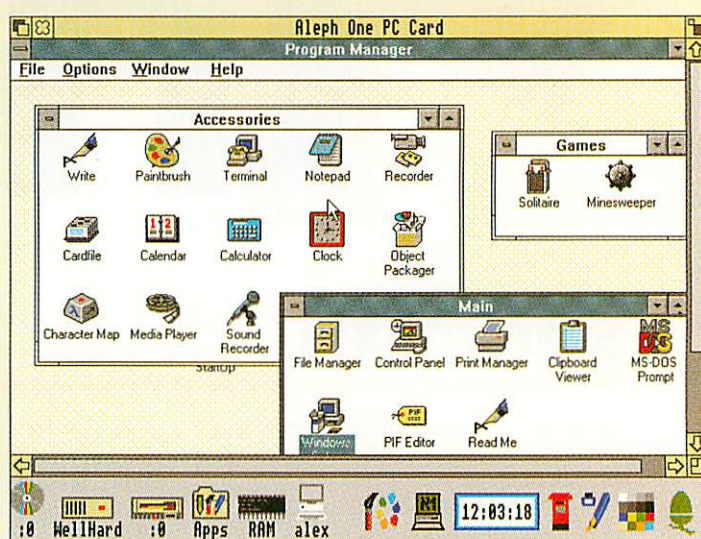 Aleph One PC Card
Program Manager
File Options Window Help
Accessories
Write Paintbrush Terminal Notepad Recorder
Cardfile Calendar Calculator Clock Object Packager
Character Map Media Player Sound Recorder
StartUp
Games
Solitaire Minesweeper
Main
File Manager Control Panel Print Manager Clipboard Viewer MS-DOS Prompt
Windows PIF Editor Read Me
:0 WellHard :0 Apps RAM alex 12:03:18